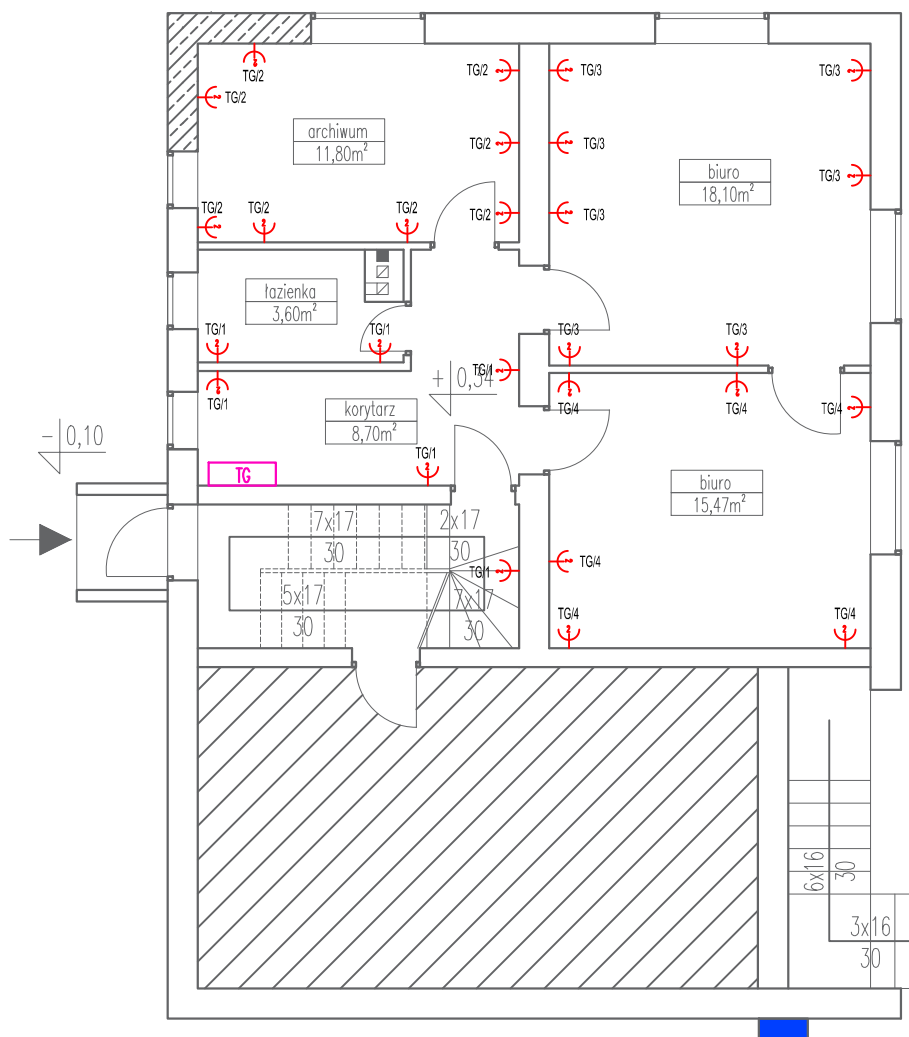 TG/2
TG/2
TG/2
TG/3
TG/3
archiwum
11,80m²
TG/2
TG/3
biuro
18,10m²
TG/3
TG/2
TG/2
TG/2
TG/2
TG/3
łazienka
3,60m²
TG/1
TG/1
TG/3
TG/3
TG/1
+ 0,34
TG/1
korytarz
8,70m²
TG/4
TG/4
TG/4
- 0,10
TG/1
TG
biuro
15,47m²
7x17
30
2x17
30
TG/1
TG/4
5x17
30
7x17
30
TG/4
TG/4
6x16
30
3x16
30